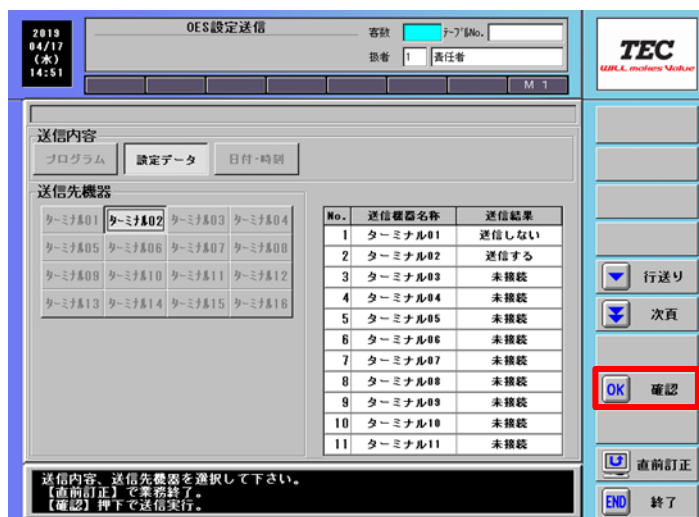 2019
04/17
(水)
14:51
OES設定送信
客数
テーブルNo.
扱者 1 責任者
M 1
TEC
WILL makes Value
送信内容
プログラム 設定データ 日付・時刻
送信先機器
ターミナル01 ターミナル02 ターミナル03 ターミナル04
ターミナル05 ターミナル06 ターミナル07 ターミナル08
ターミナル09 ターミナル10 ターミナル11 ターミナル12
ターミナル13 ターミナル14 ターミナル15 ターミナル16
No. 送信機器名称 送信結果
1 ターミナル01 送信しない
2 ターミナル02 送信する
3 ターミナル03 未接続
4 ターミナル04 未接続
5 ターミナル05 未接続
6 ターミナル06 未接続
7 ターミナル07 未接続
8 ターミナル08 未接続
9 ターミナル09 未接続
10 ターミナル10 未接続
11 ターミナル11 未接続
行送り
次頁
OK 確認
直前訂正
END 終了
送信内容、送信先機器を選択して下さい。
【直前訂正】で業務終了。
【確認】押下で送信実行。